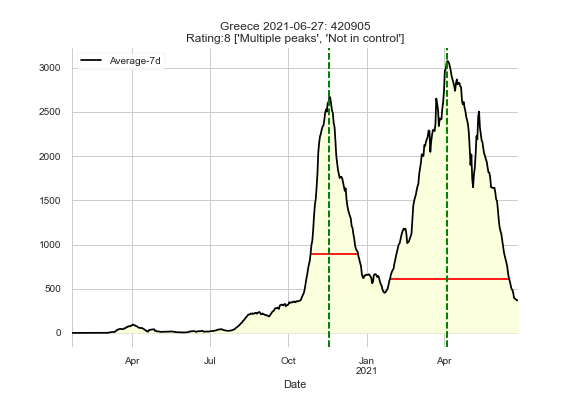 Greece 2021-06-27: 420905
Rating:8 ['Multiple peaks', 'Not in control']
Average-7d
3000
2500
2000
1500
1000
500
0
Apr Jul Oct Jan Apr
2021
Date